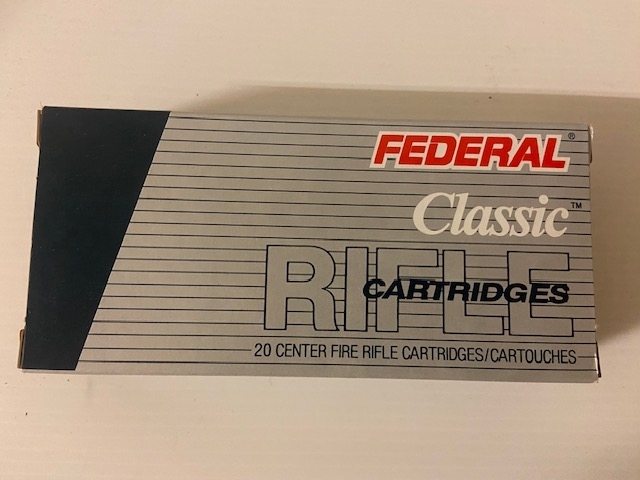 FEDERAL®
Classic™
RIFLE
CARTRIDGES
20 CENTER FIRE RIFLE CARTRIDGES/CARTOUCHES